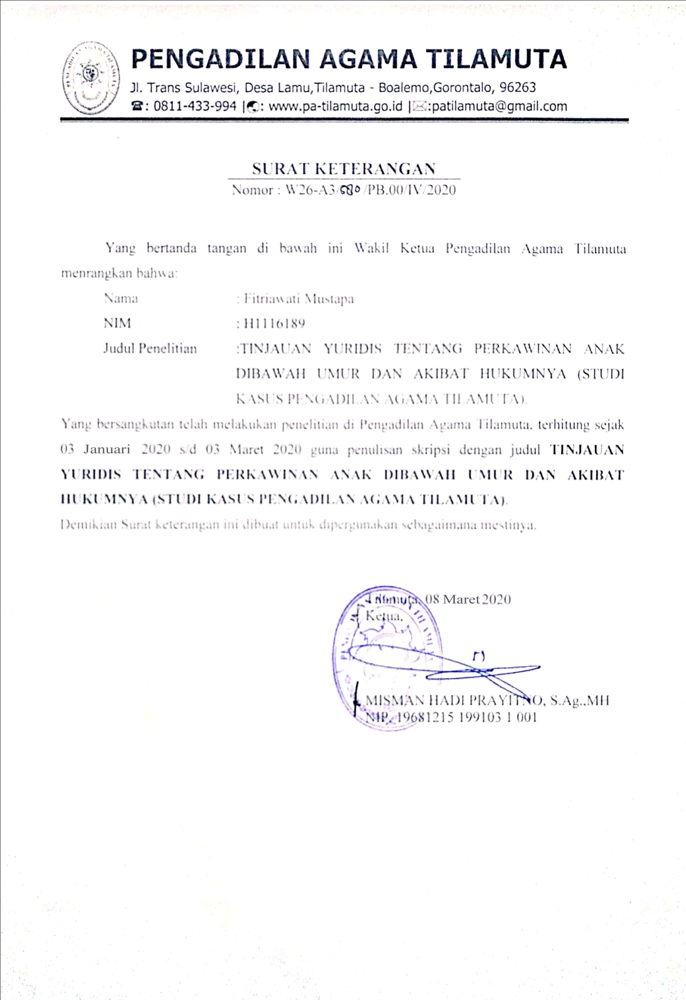 PENGADILAN AGAMA TILAMUTA
Jl. Trans Sulawesi, Desa Lamu,Tilamuta - Boalemo,Gorontalo, 96263
☎: 0811-433-994 | : www.pa-tilamuta.go.id |✉:patilamuta@gmail.com
SURAT KETERANGAN
Nomor : W26-A3/580/PB.00/IV/2020
Yang bertanda tangan di bawah ini Wakil Ketua Pengadilan Agama Tilamuta
menrangkan bahwa:
Nama : Fitriawati Mustapa
NIM : H1116189
Judul Penelitian :TINJAUAN YURIDIS TENTANG PERKAWINAN ANAK
DIBAWAH UMUR DAN AKIBAT HUKUMNYA (STUDI
KASUS PENGADILAN AGAMA TILAMUTA).
Yang bersangkutan telah melakukan penelitian di Pengadilan Agama Tilamuta. terhitung sejak
03 Januari 2020 s/d 03 Maret 2020 guna penulisan skripsi dengan judul TINJAUAN
YURIDIS TENTANG PERKAWINAN ANAK DIBAWAH UMUR DAN AKIBAT
HUKUMNYA (STUDI KASUS PENGADILAN AGAMA TILAMUTA).
Demikian Surat keterangan ini dibuat untuk dipergunakan sebagaimana mestinya.
Tilamuta, 08 Maret 2020
Ketua,
MISMAN HADI PRAYITNO, S.Ag.,MH
NIP. 19681215 199103 1 001